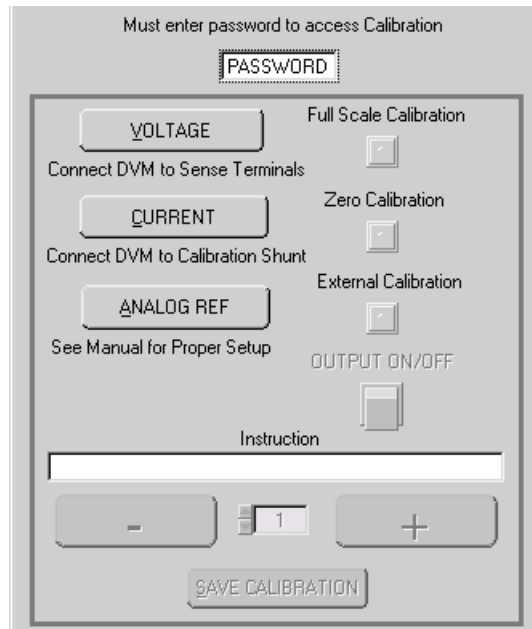 Must enter password to access Calibration
PASSWORD
VOLTAGE
Full Scale Calibration
Connect DVM to Sense Terminals
CURRENT
Zero Calibration
Connect DVM to Calibration Shunt
ANALOG REF
External Calibration
See Manual for Proper Setup
OUTPUT ON/OFF
Instruction
-
1
+
SAVE CALIBRATION